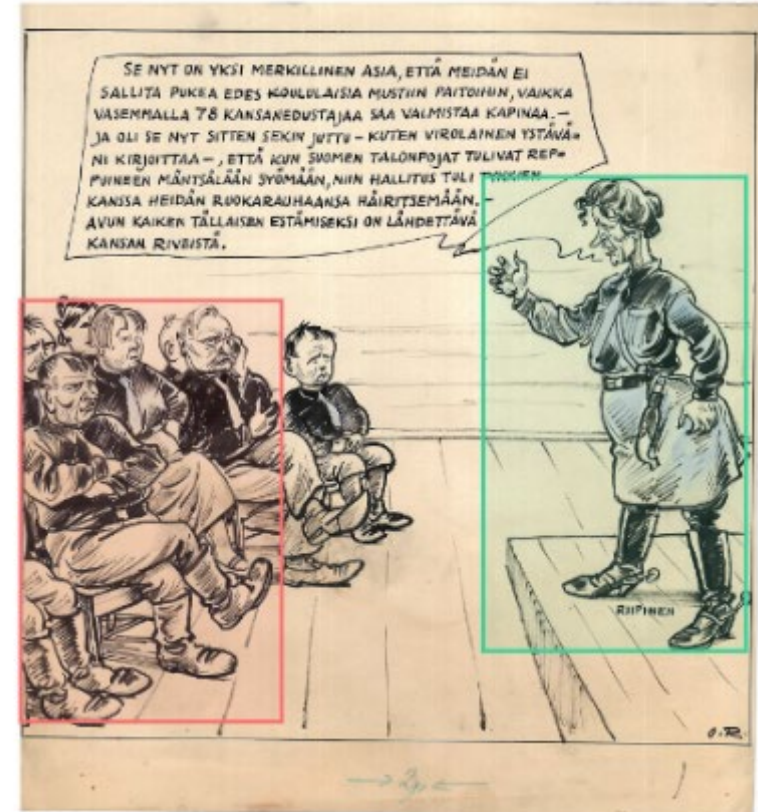 SE NYT ON YKSI MERKILLINEN ASIA, ETTÄ MEIDÄN EI
SALLITA PUKEA EDES KOULULAISIA MUSTIIN PAITOIHIN, VAIKKA
VASEMMALLA 78 KANSANEDUSTAJAA SAA VALMISTAA KAPINAA.—
JA OLI SE NYT SITTEN SEKIN JUTTU – KUTEN VIROLAINEN YSTÄVÄ-
NI KIRJOITTAA –, ETTÄ KUN SUOMEN TALONPOJAT TULIVAT REP-
PUINEEN MÄNTSÄLÄÄN SYÖMÄÄN, NIIN HALLITUS TULI
KANSSA HEIDÄN RUOKARAUHAANSA HÄIRITSEMÄÄN.–
AVUN KAIKEN TÄLLAISEN ESTÄMISEKSI ON LÄHDETTÄVÄ
KANSAN RIVEISTÄ.
RIIPINEN
O.R.